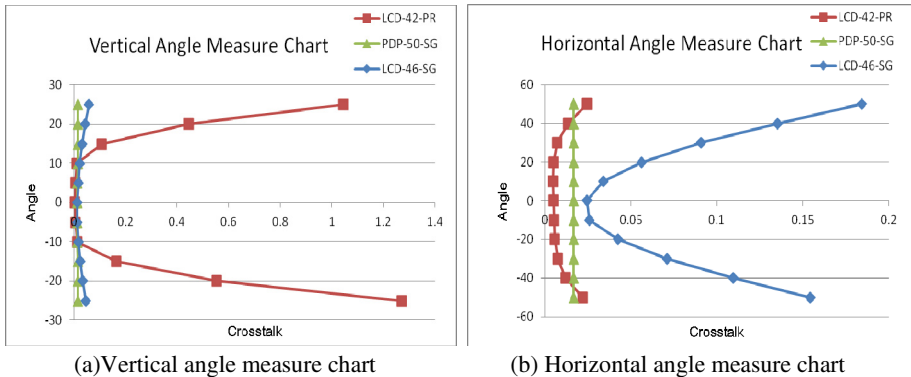 Vertical Angle Measure Chart
LCD-42-PR
PDP-50-SG
LCD-46-SG
Angle
30
20
10
0
-10
-20
-30
0 0.2 0.4 0.6 0.8 1 1.2 1.4
Crosstalk
(a)Vertical angle measure chart
Horizontal Angle Measure Chart
LCD-42-PR
PDP-50-SG
LCD-46-SG
Angle
60
40
20
0
-20
-40
-60
0 0.05 0.1 0.15 0.2
Crosstalk
(b) Horizontal angle measure chart